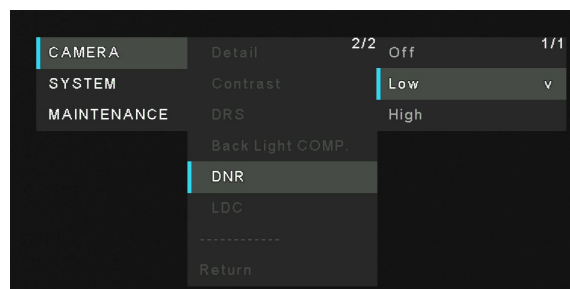 CAMERA
SYSTEM
MAINTENANCE
2/2
Detail
Contrast
DRS
Back Light COMP.
DNR
LDC
------------
Return
1/1
Off
Low v
High